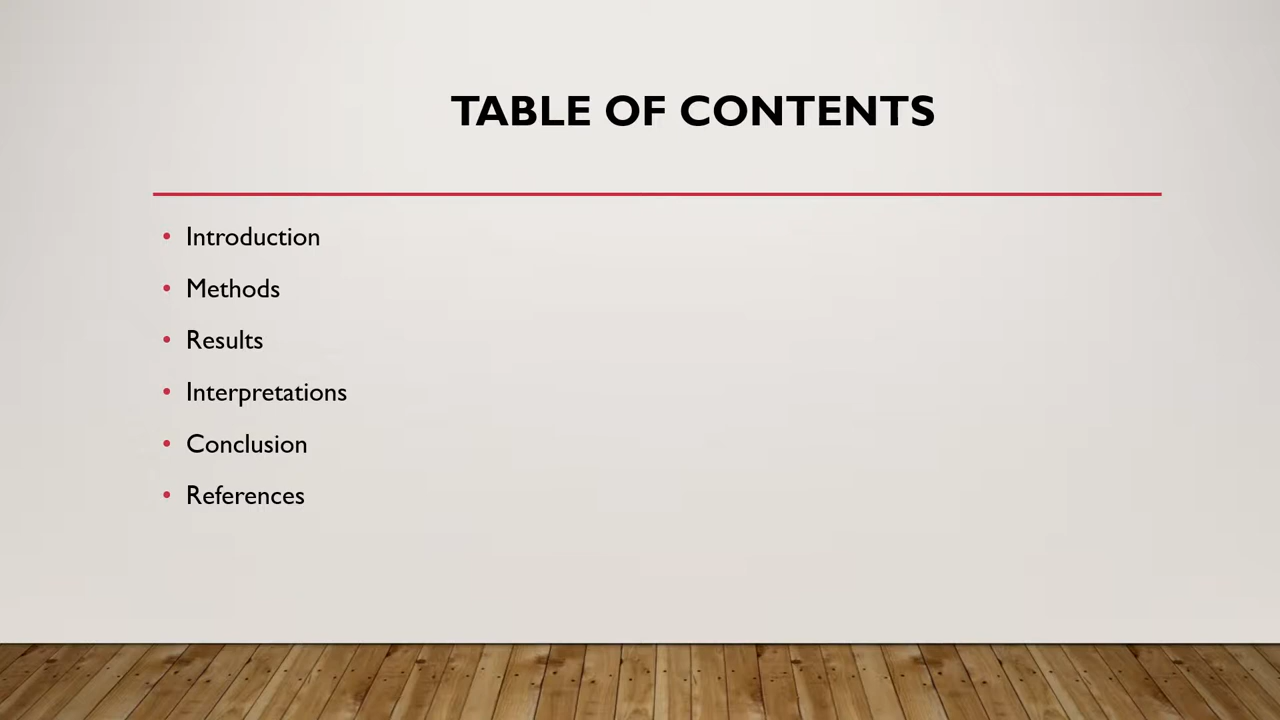 TABLE OF CONTENTS
• Introduction
• Methods
• Results
• Interpretations
• Conclusion
• References